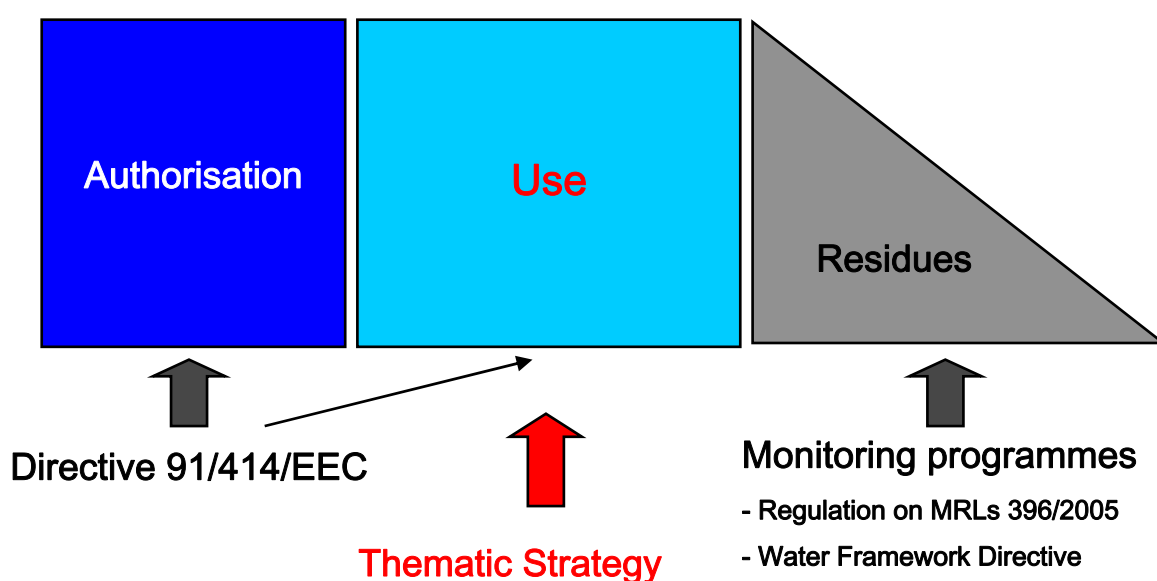 Authorisation
Use
Residues
Directive 91/414/EEC
Thematic Strategy
Monitoring programmes
- Regulation on MRLs 396/2005
- Water Framework Directive